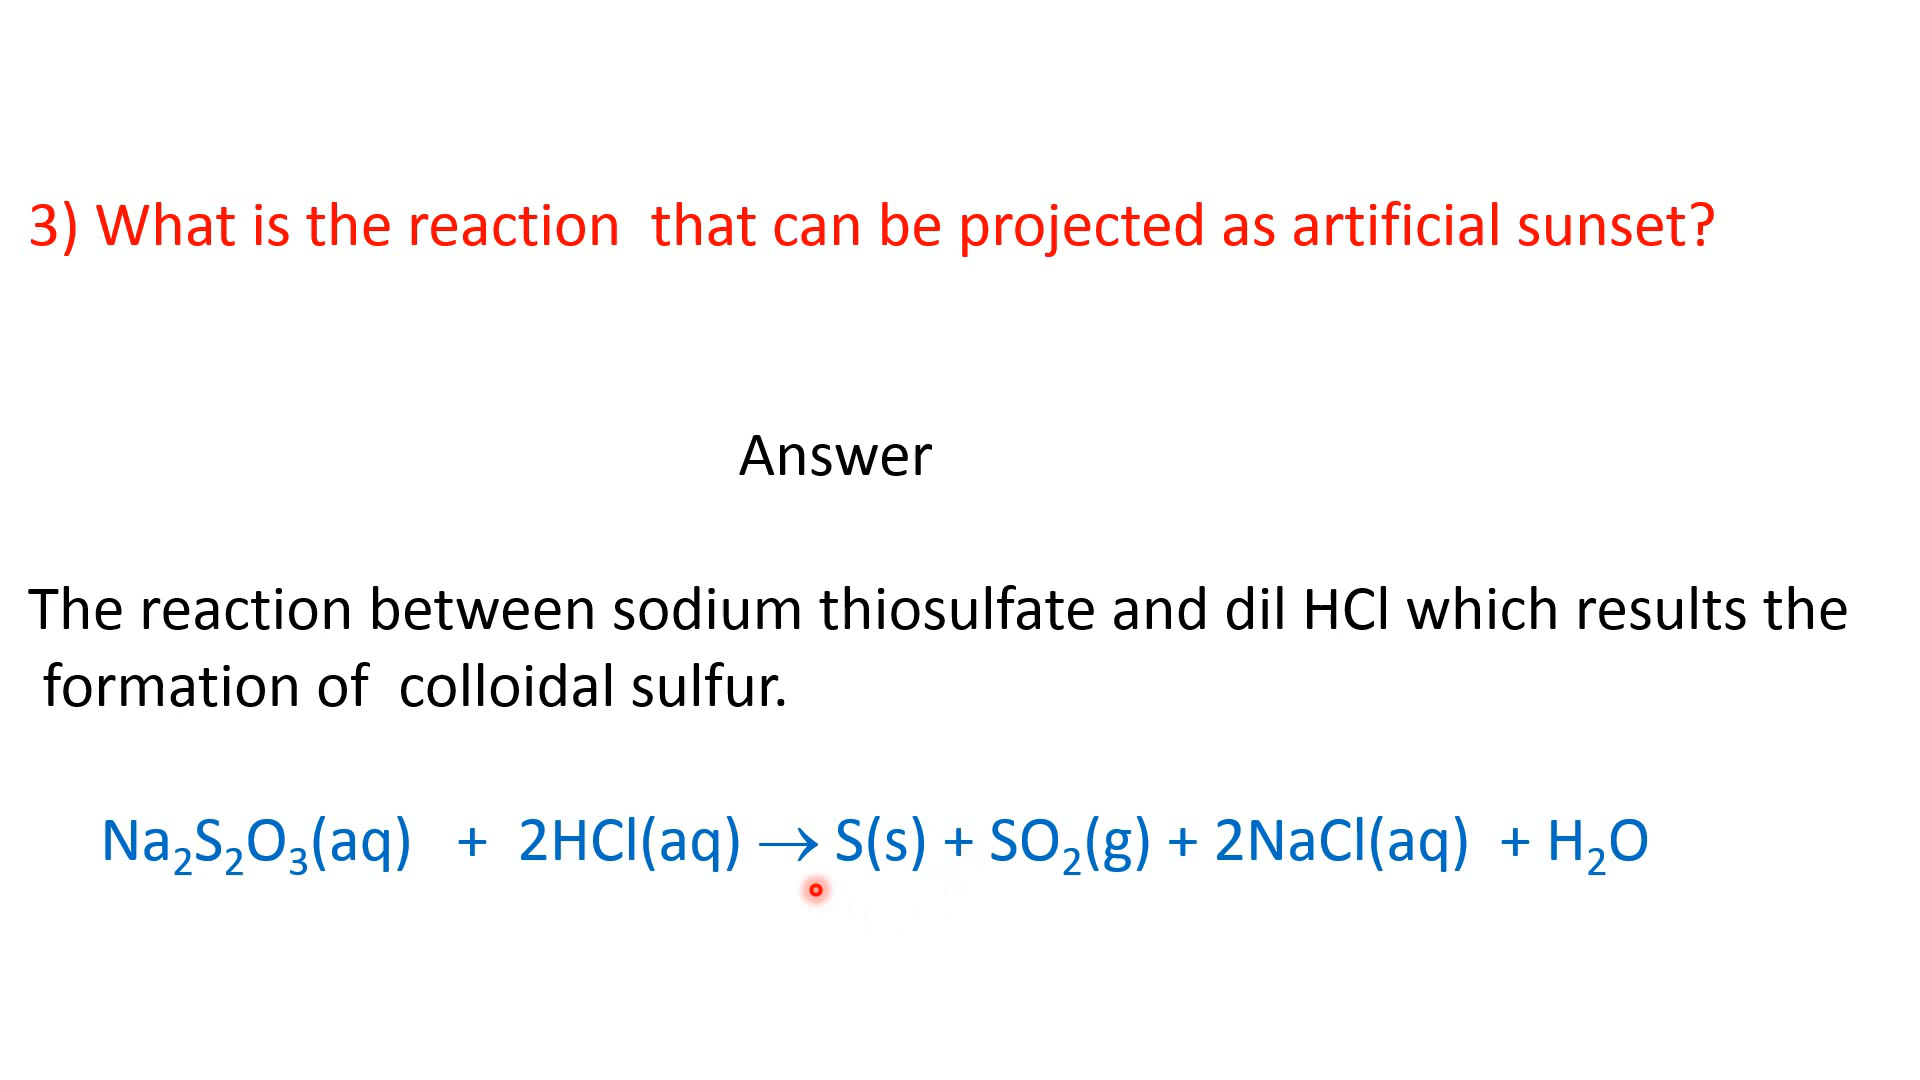 3) What is the reaction  that can be projected as artificial sunset?
Answer
The reaction between sodium thiosulfate and dil HCl which results the
formation of  colloidal sulfur.
Na₂S₂O₃(aq)   +  2HCl(aq) → S(s) + SO₂(g) + 2NaCl(aq)  + H₂O